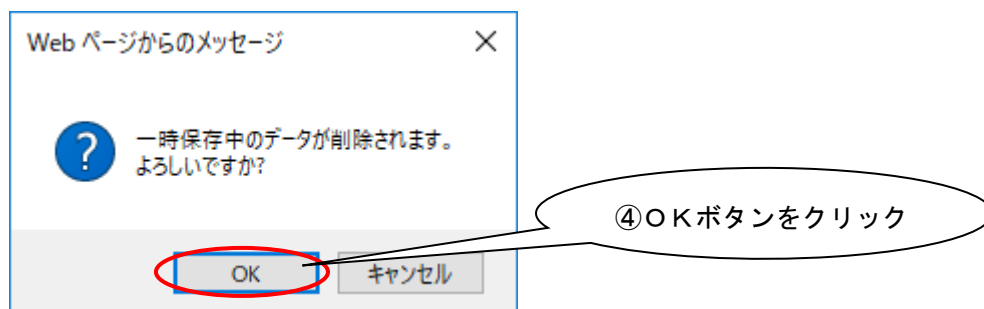 Web ページからのメッセージ
一時保存中のデータが削除されます。
よろしいですか?
④ＯＫボタンをクリック
OK
キャンセル